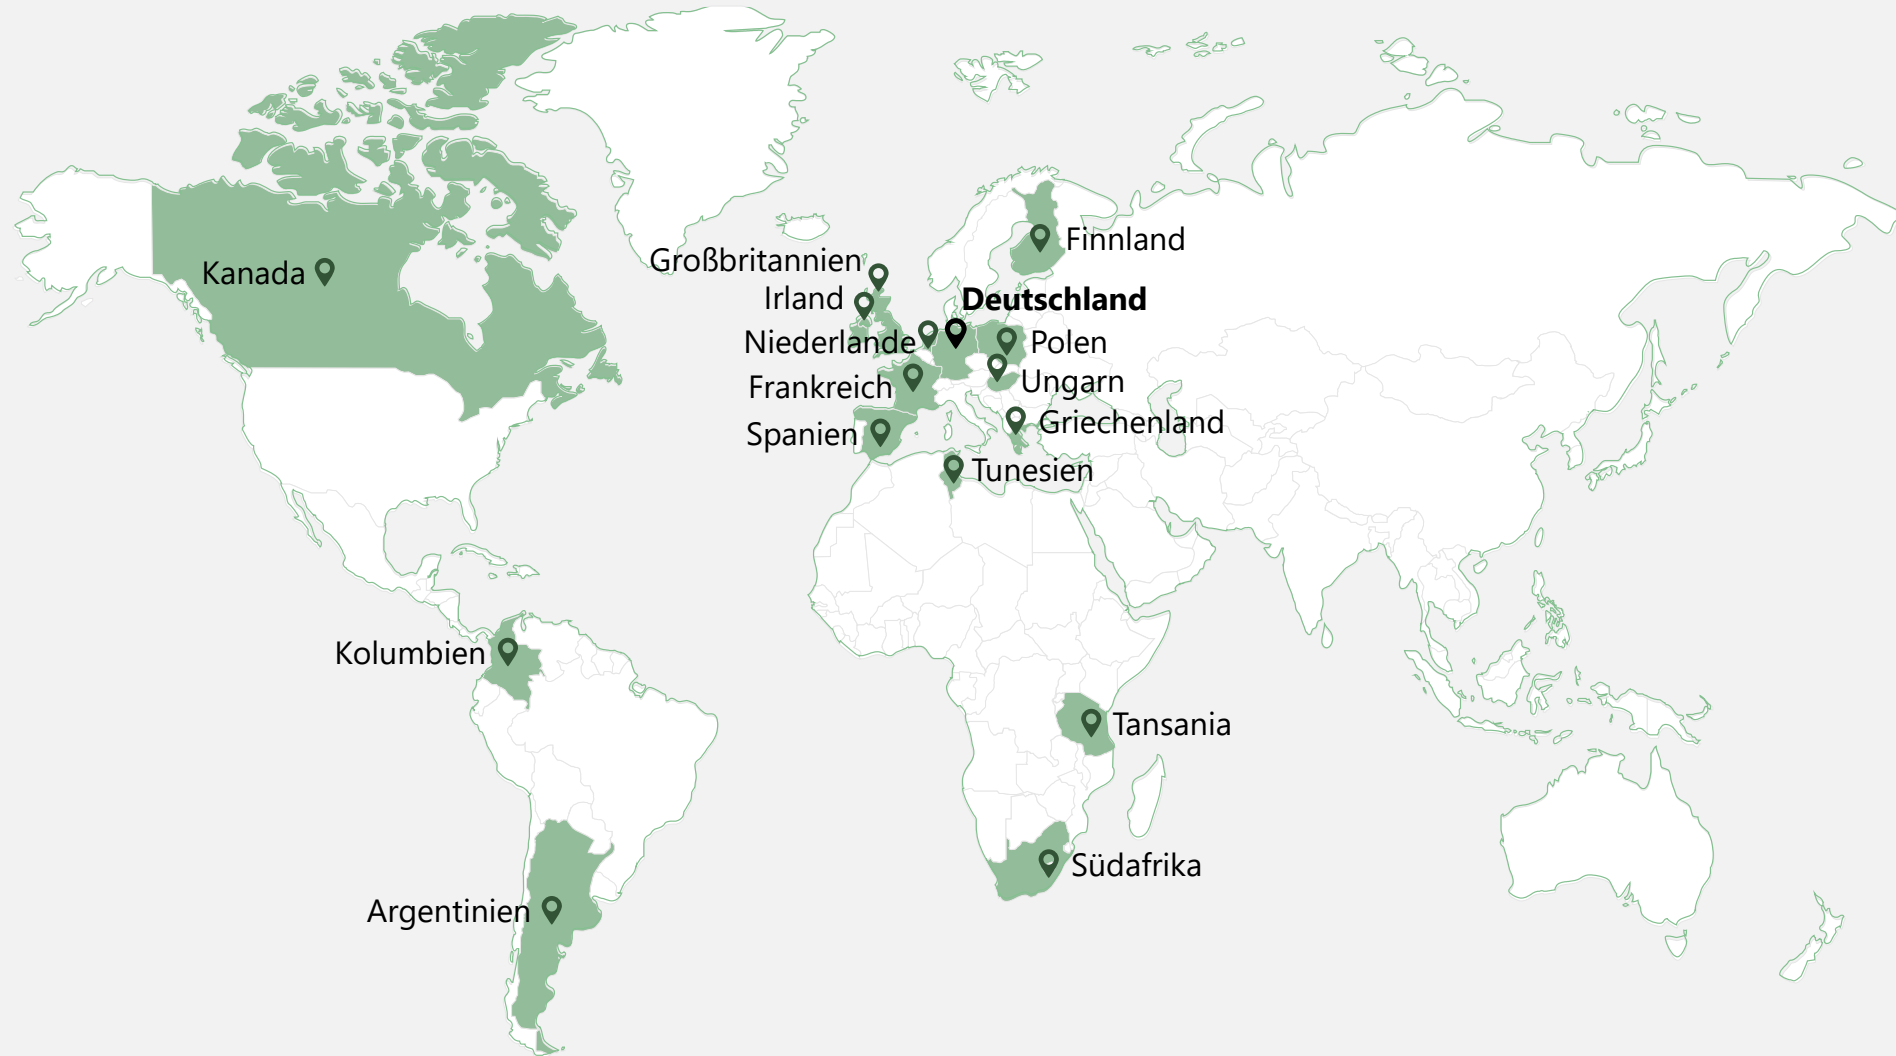 Finnland
Großbritannien
Kanada
Irland
Deutschland
Niederlande
Polen
Frankreich
Ungarn
Spanien
Griechenland
Tunesien
Kolumbien
Tansania
Südafrika
Argentinien